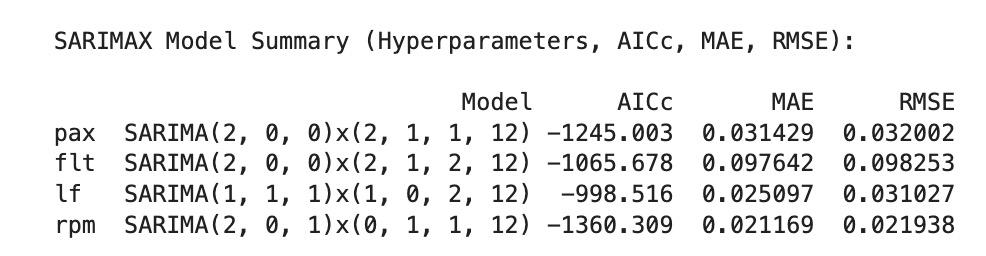 SARIMAX Model Summary (Hyperparameters, AICc, MAE, RMSE):
Model AICc MAE RMSE
pax SARIMA(2, 0, 0)x(2, 1, 1, 12) -1245.003 0.031429 0.032002
flt SARIMA(2, 0, 0)x(2, 1, 2, 12) -1065.678 0.097642 0.098253
lf SARIMA(1, 1, 1)x(1, 0, 2, 12) -998.516 0.025097 0.031027
rpm SARIMA(2, 0, 1)x(0, 1, 1, 12) -1360.309 0.021169 0.021938